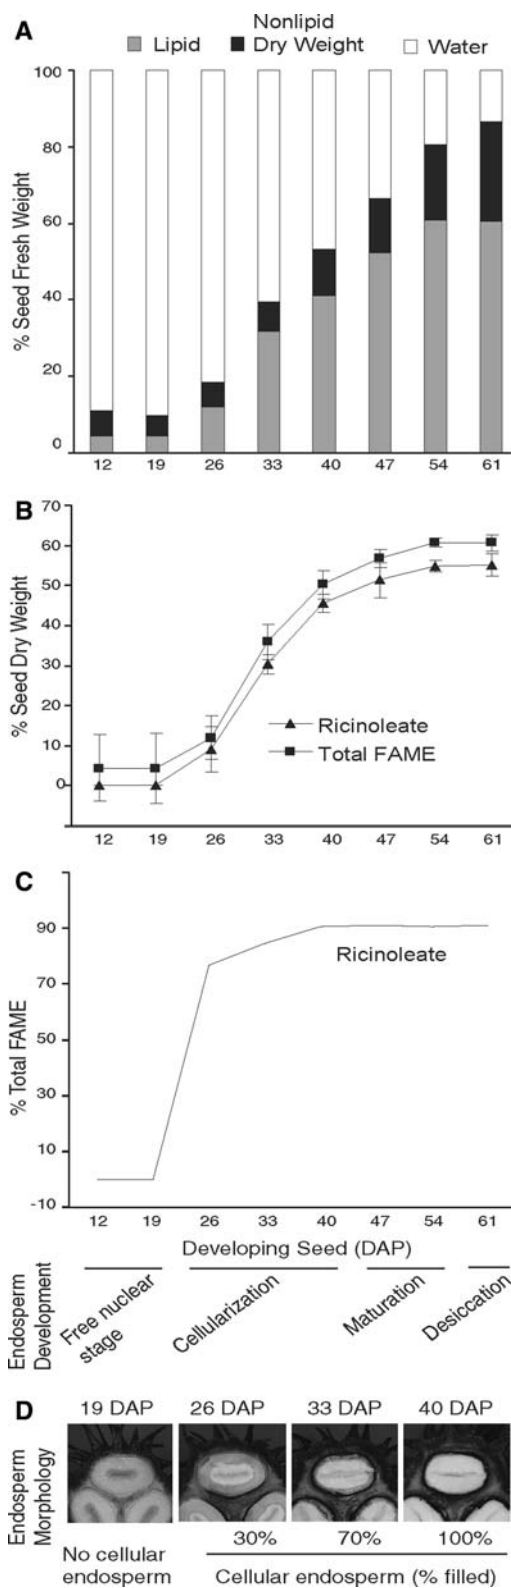 A
Nonlipid
Lipid Dry Weight Water
% Seed Fresh Weight
100
80
60
40
20
0
12 19 26 33 40 47 54 61
B
% Seed Dry Weight
70
60
50
40
30
20
10
0
Ricinoleate
Total FAME
12 19 26 33 40 47 54 61
C
% Total FAME
90
70
50
30
10
-10
Ricinoleate
12 19 26 33 40 47 54 61
Developing Seed (DAP)
Endosperm
Development
Free nuclear
stage
Cellularization
Maturation
Desiccation
D
19 DAP 26 DAP 33 DAP 40 DAP
Endosperm
Morphology
30% 70% 100%
No cellular
endosperm
Cellular endosperm (% filled)